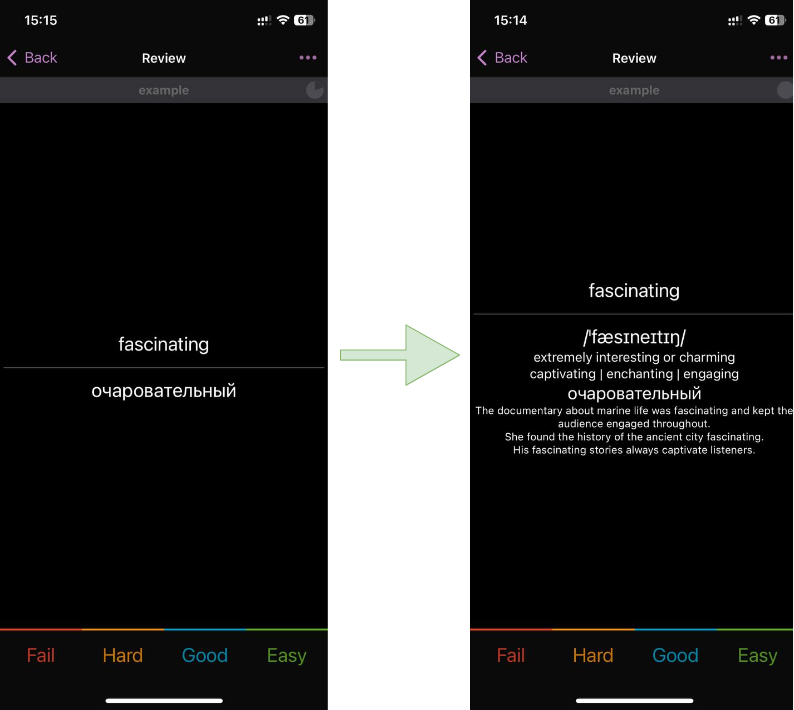 15:15
61
Back
Review
example
fascinating
очаровательный
Fail
Hard
Good
Easy
15:14
61
Back
Review
example
fascinating
/ˈfæsɪneɪtɪŋ/
extremely interesting or charming
captivating | enchanting | engaging
очаровательный
The documentary about marine life was fascinating and kept the
audience engaged throughout.
She found the history of the ancient city fascinating.
His fascinating stories always captivate listeners.
Fail
Hard
Good
Easy